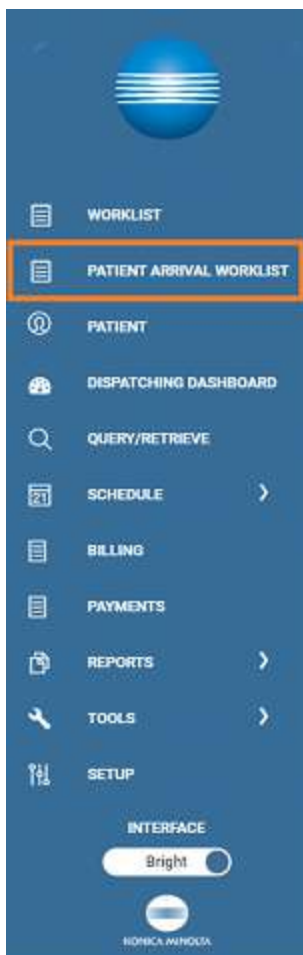 WORKLIST
PATIENT ARRIVAL WORKLIST
PATIENT
DISPATCHING DASHBOARD
QUERY/RETRIEVE
21 SCHEDULE
BILLING
PAYMENTS
REPORTS
TOOLS
SETUP
INTERFACE
Bright
KONICA MINOLTA